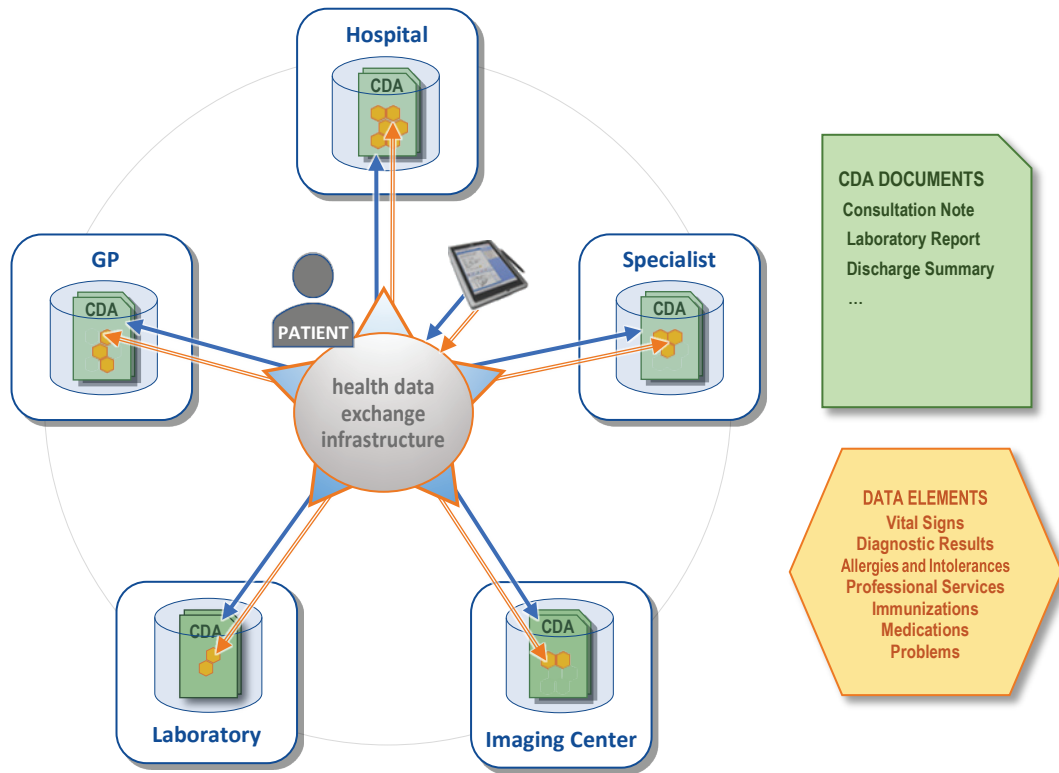 Hospital
CDA
GP
CDA
PATIENT
Specialist
CDA
health data
exchange
infrastructure
CDA
Laboratory
CDA
Imaging Center
CDA DOCUMENTS
Consultation Note
Laboratory Report
Discharge Summary
…
DATA ELEMENTS
Vital Signs
Diagnostic Results
Allergies and Intolerances
Professional Services
Immunizations
Medications
Problems